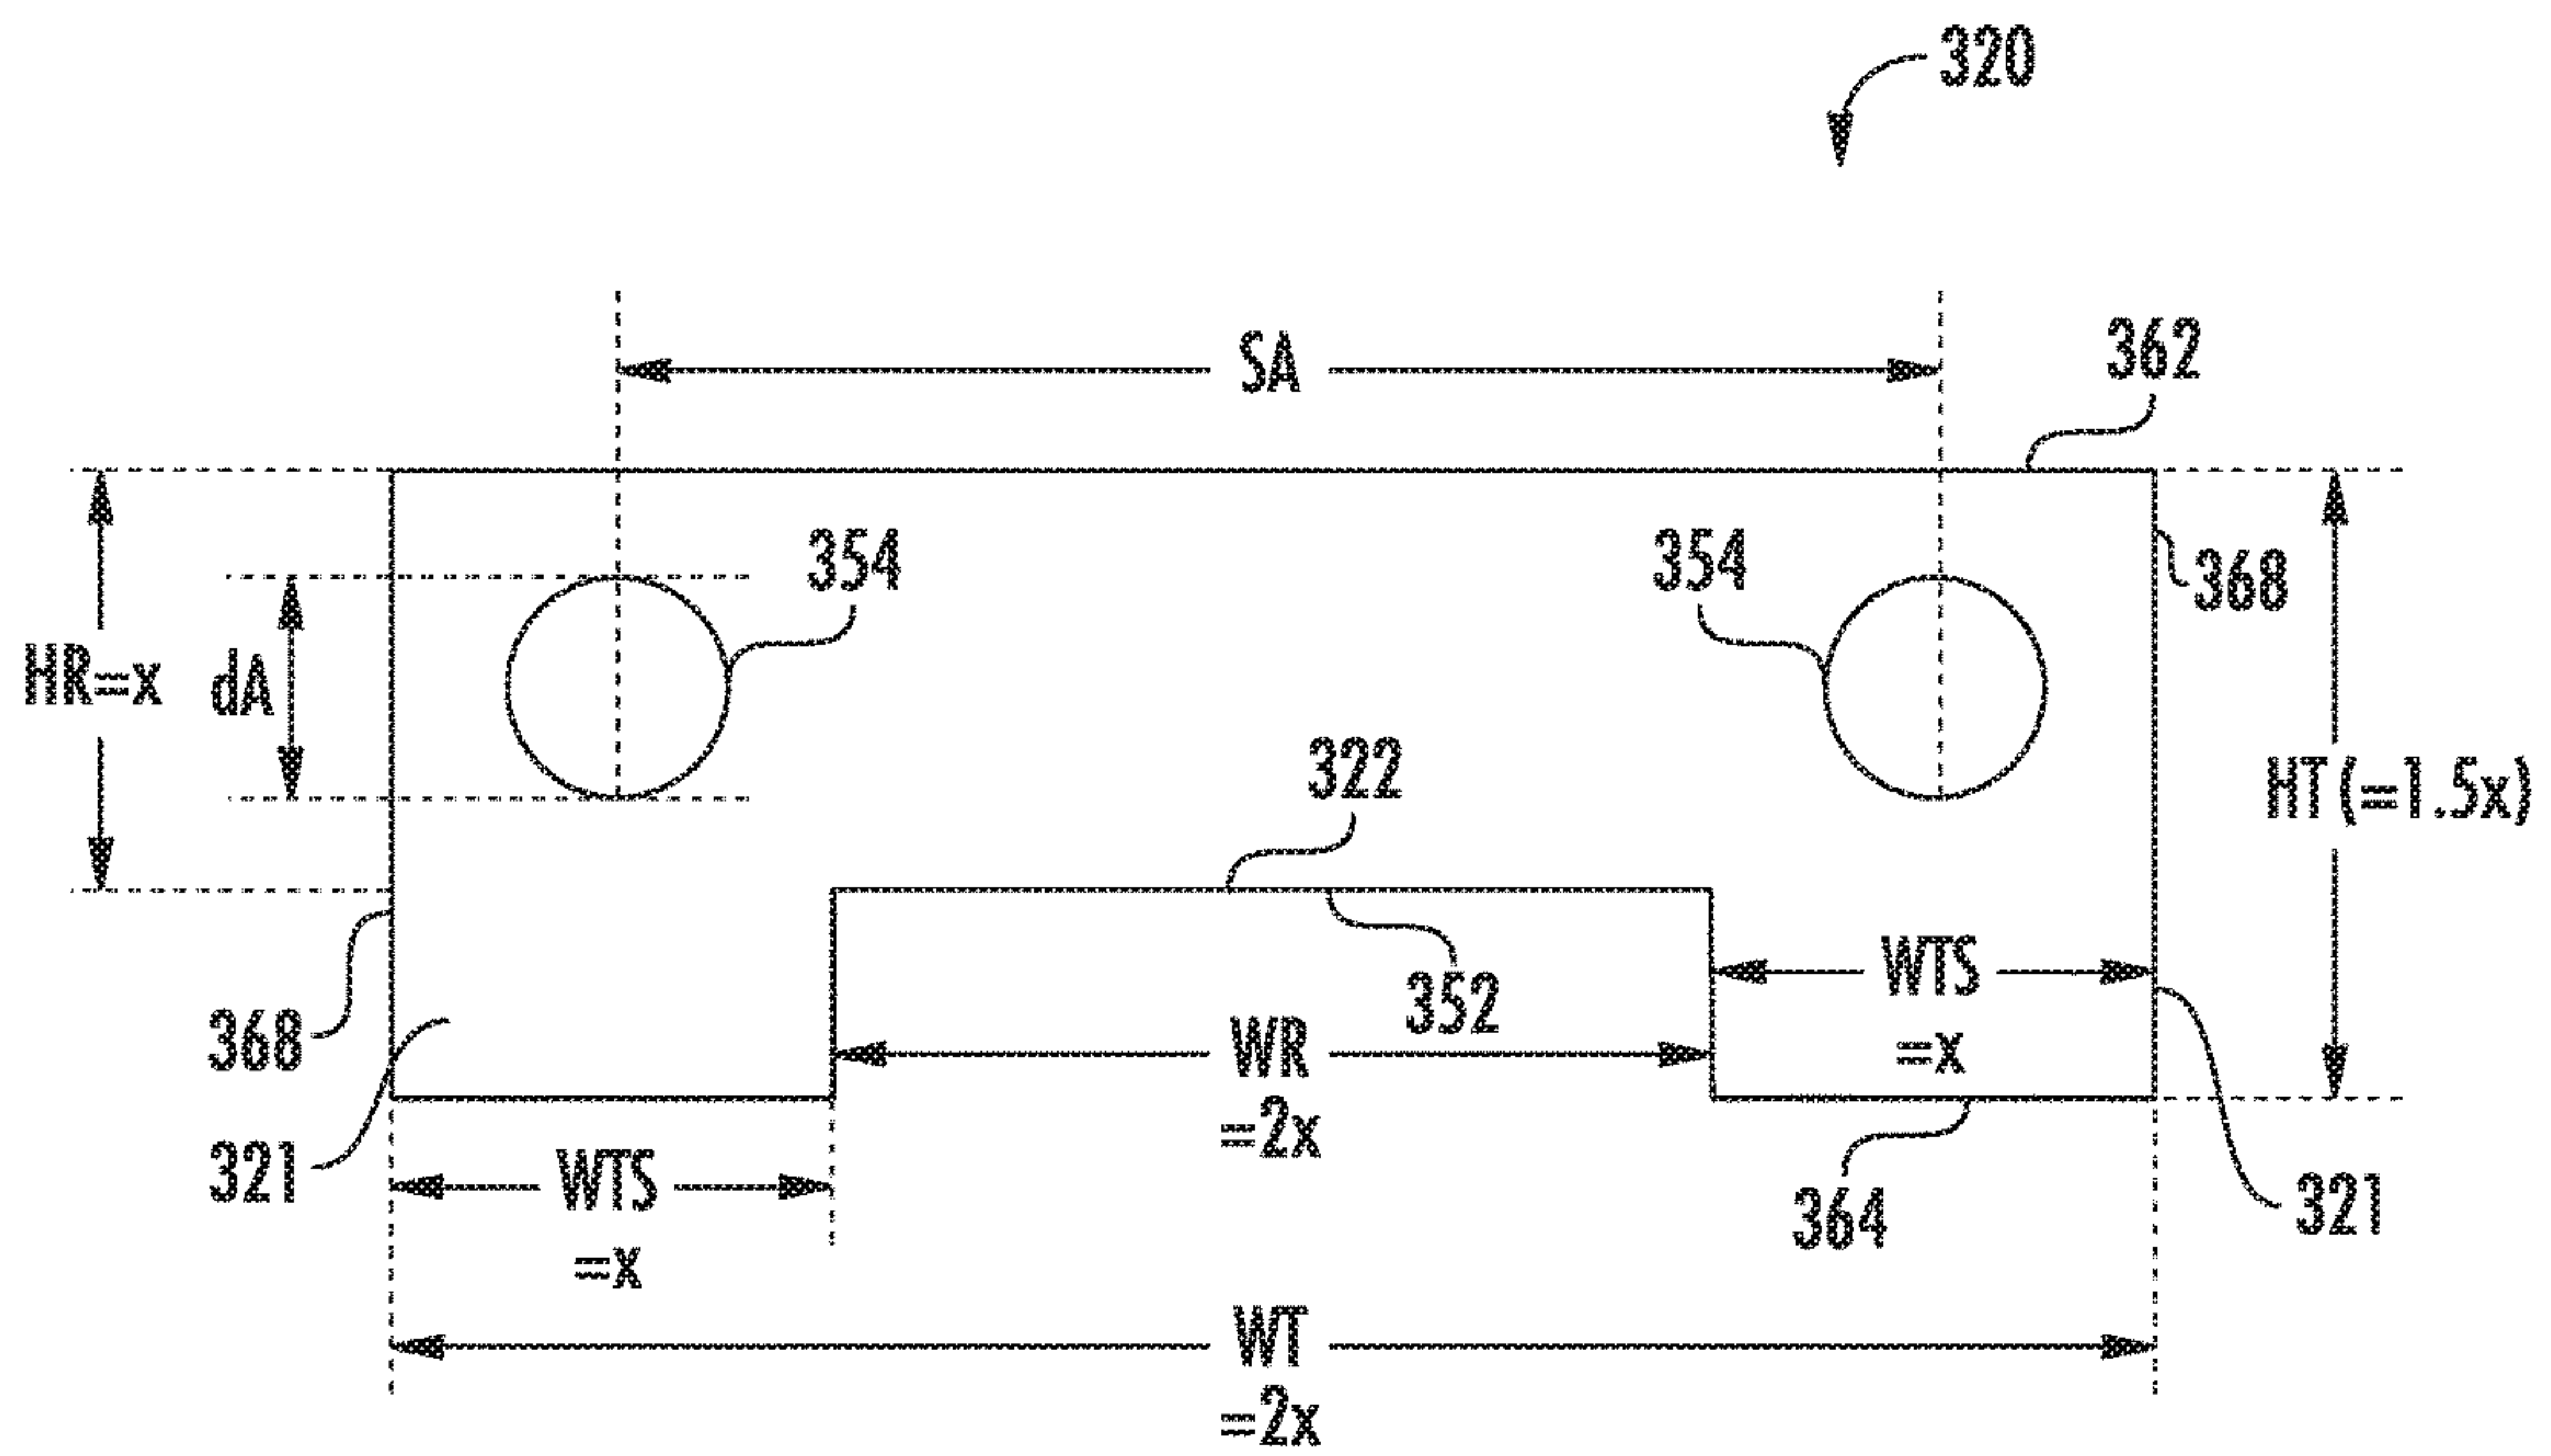 320
SA
362
354
354
368
HR=x
dA
322
HT(=1.5x)
352
WTS
=x
368
WR
=2x
321
WTS
=x
364
321
WT
=2x